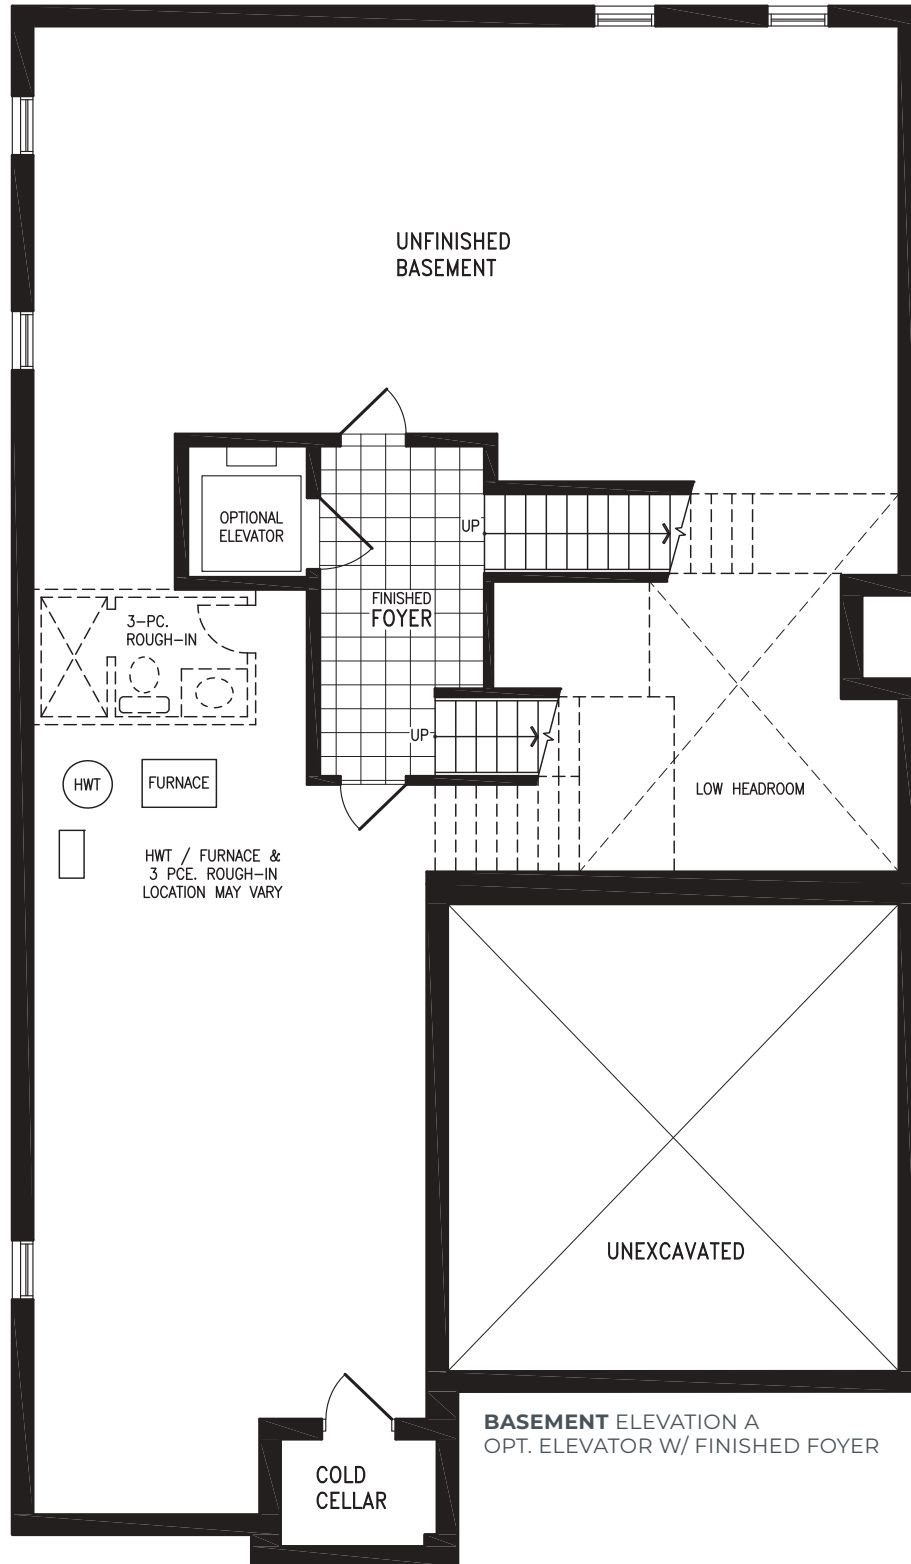 UNFINISHED
BASEMENT
OPTIONAL
ELEVATOR
UP
FINISHED
FOYER
3-PC.
ROUGH-IN
UP
HWT
FURNACE
LOW HEADROOM
HWT / FURNACE &
3 PCE. ROUGH-IN
LOCATION MAY VARY
UNEXCAVATED
BASEMENT ELEVATION A
OPT. ELEVATOR W/ FINISHED FOYER
COLD
CELLAR